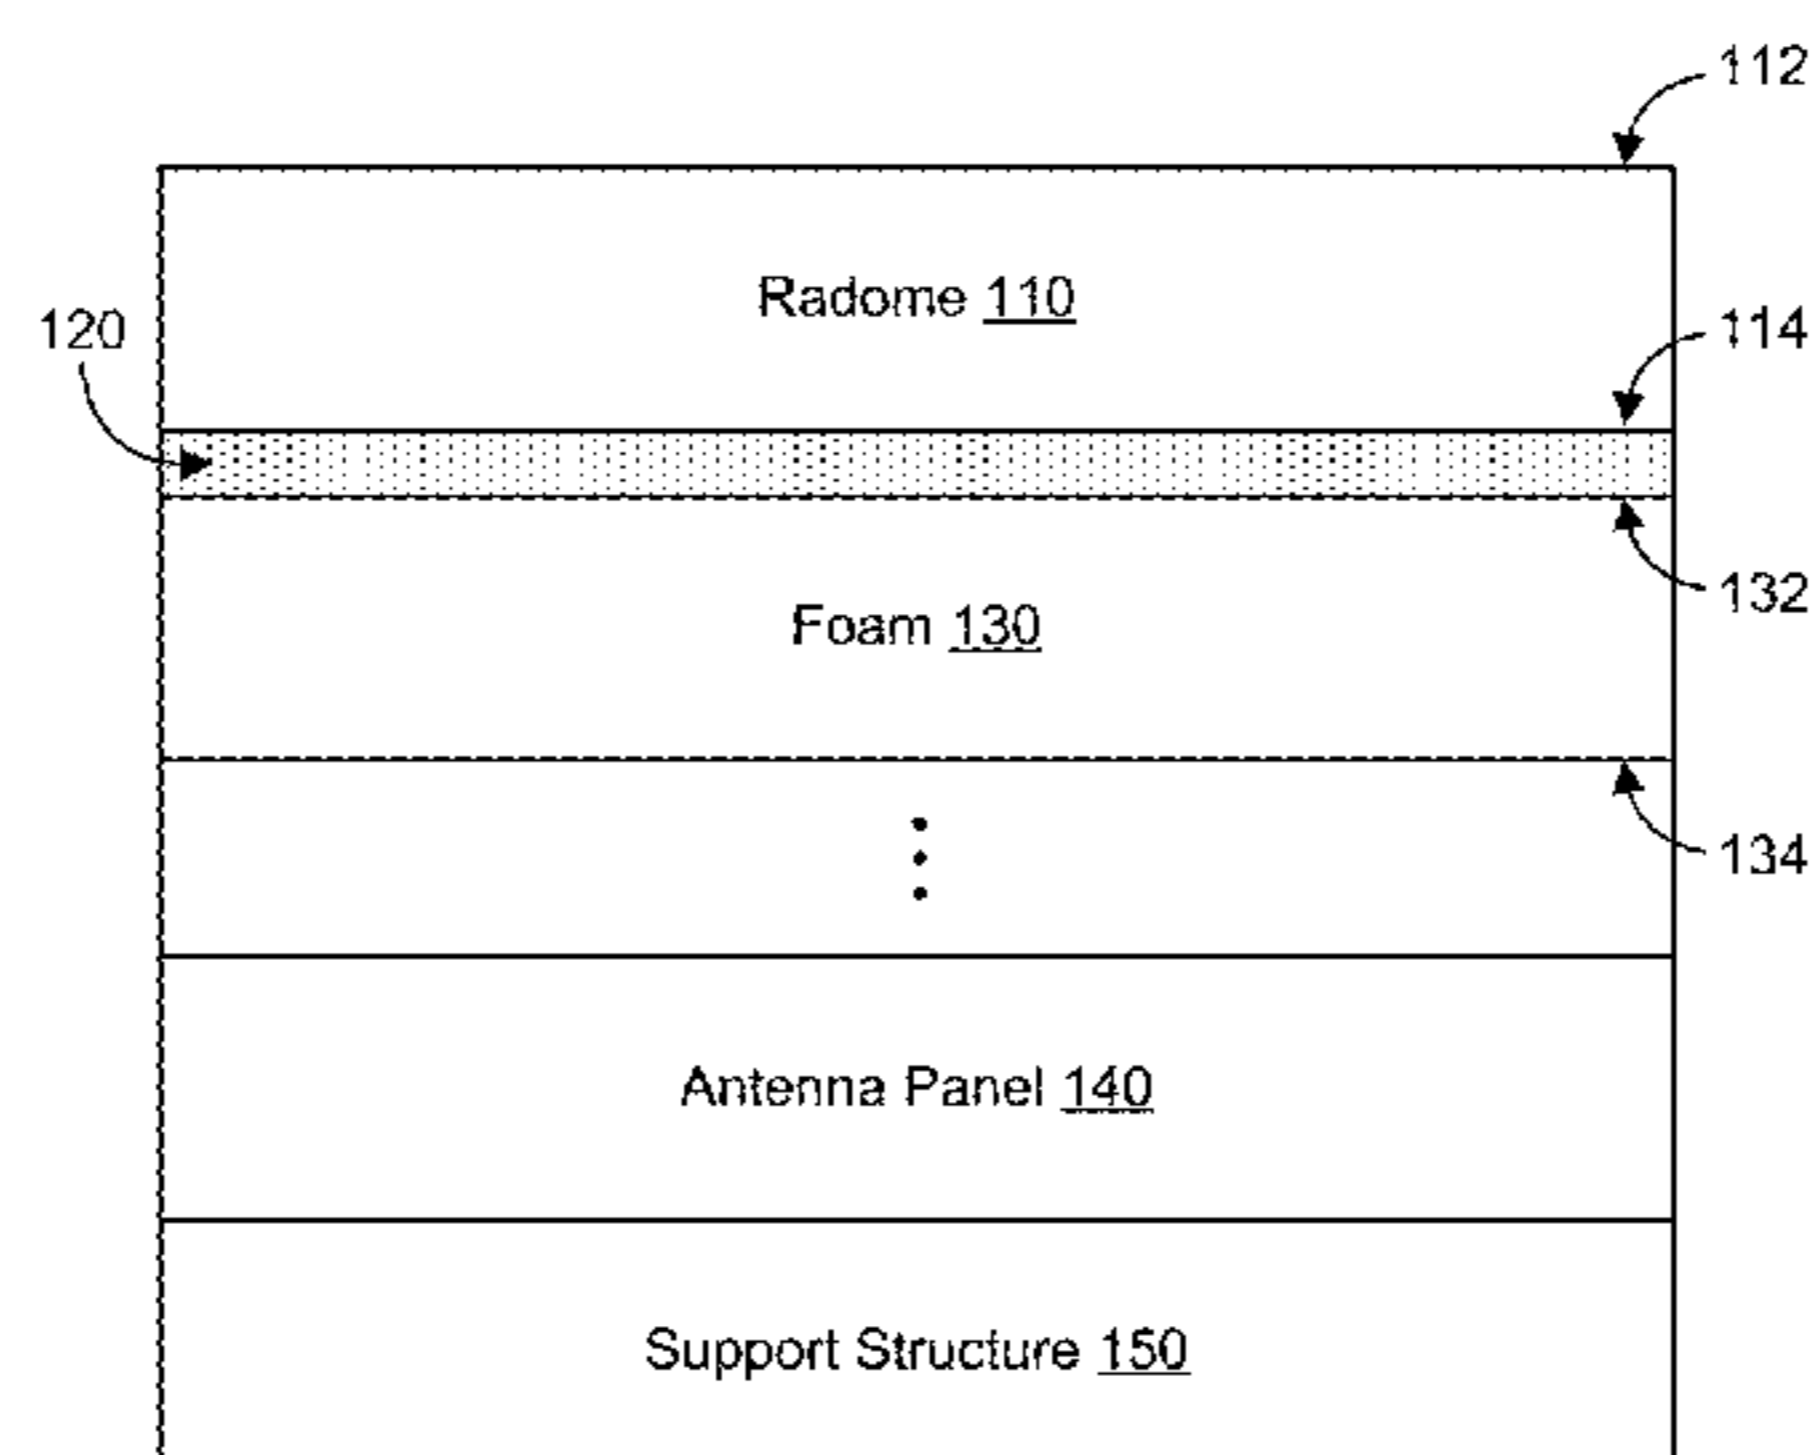 112
Radome 110
120
114
132
Foam 130
134
Antenna Panel 140
Support Structure 150